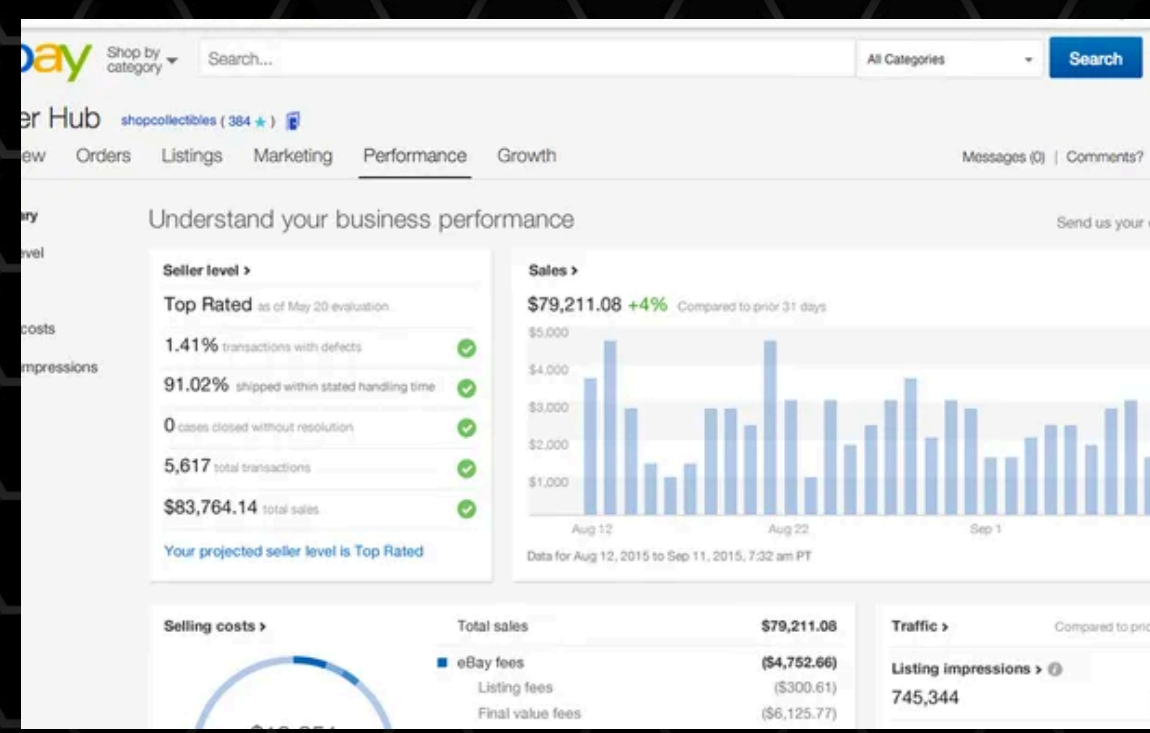 bay Shop by category Search... All Categories Search
er Hub shopcollectibles ( 384 ★ )
ew Orders Listings Marketing Performance Growth Messages (0) | Comments?
ary
evel
costs
mpressions
Understand your business performance Send us your
Seller level >
Top Rated as of May 20 evaluation
1.41% transactions with defects
91.02% shipped within stated handling time
0 cases closed without resolution
5,617 total transactions
$83,764.14 total sales
Your projected seller level is Top Rated
Sales >
$79,211.08 +4% Compared to prior 31 days
$5,000
$4,000
$3,000
$2,000
$1,000
Aug 12 Aug 22 Sep 1
Data for Aug 12, 2015 to Sep 11, 2015, 7:32 am PT
Selling costs >
Total sales $79,211.08
eBay fees ($4,752.66)
Listing fees ($300.61)
Final value fees ($6,125.77)
Traffic > Compared to prio
Listing impressions >
745,344